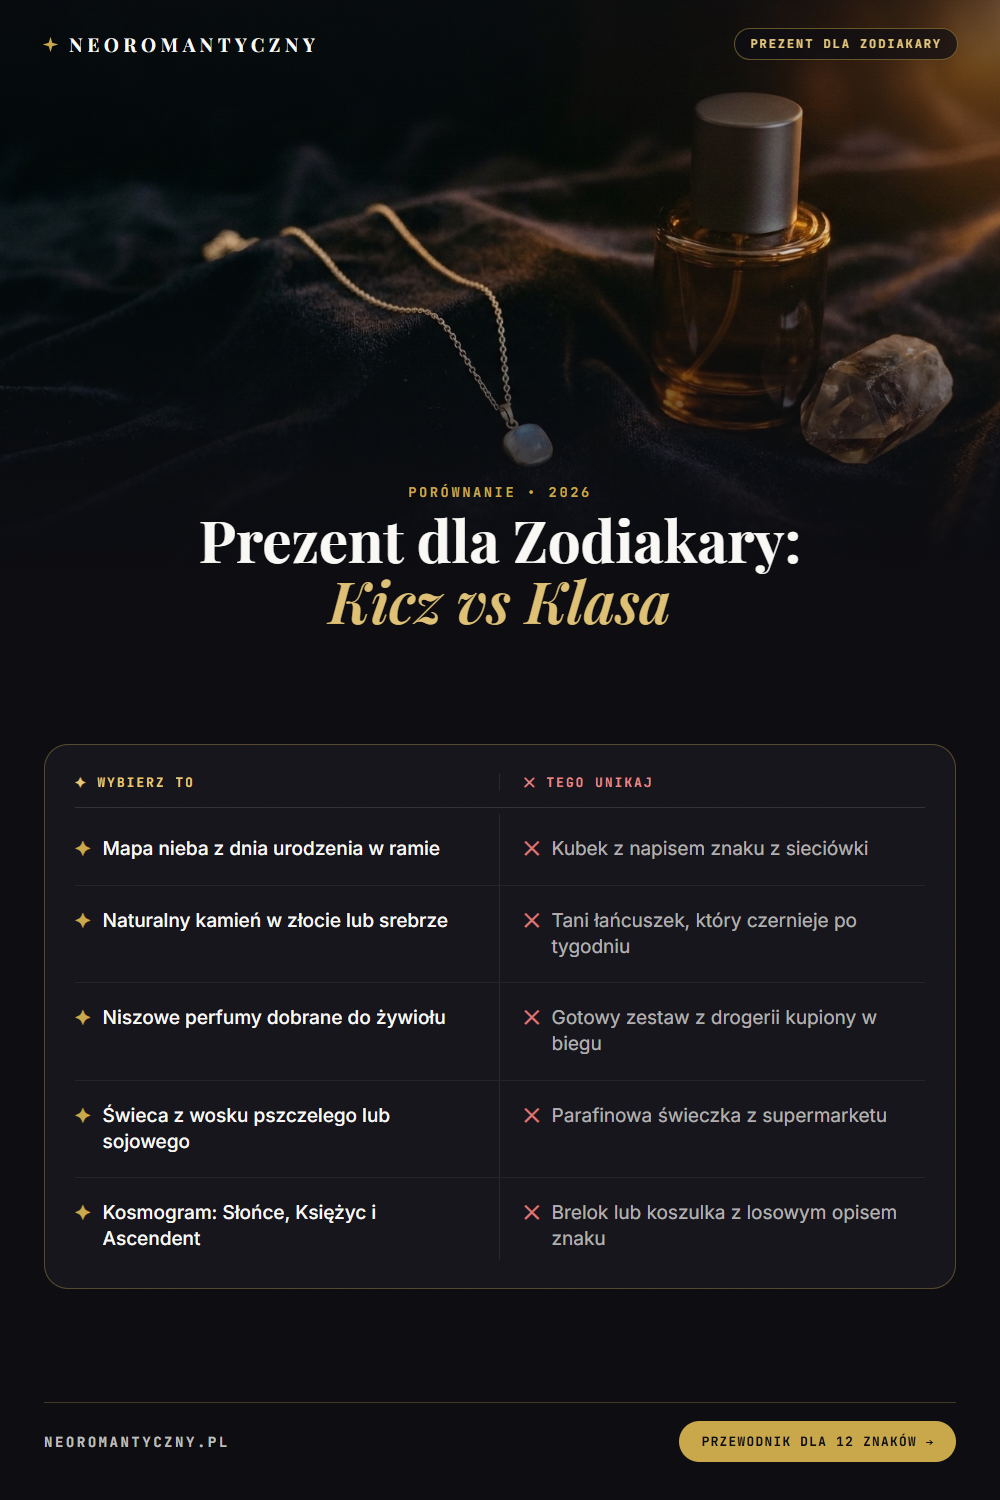 NEOROMANTYCZNY
PREZENT DLA ZODIAKARY
PORÓWNANIE • 2026
Prezent dla Zodiakary:
Kicz vs Klasa
✦ WYBIERZ TO
✕ TEGO UNIKAJ
✦ Mapa nieba z dnia urodzenia w ramie
✕ Kubek z napisem znaku z sieciówki
✦ Naturalny kamień w złocie lub srebrze
✕ Tani łańcuszek, który czernieje po
tygodniu
✦ Niszowe perfumy dobrane do żywiołu
✕ Gotowy zestaw z drogerii kupiony w
biegu
✦ Świeca z wosku pszczelego lub
sojowego
✕ Parafinowa świeczka z supermarketu
✦ Kosmogram: Słońce, Księżyc i
Ascendent
✕ Brelok lub koszulka z losowym opisem
znaku
NEOROMANTYCZNY.PL
PRZEWODNIK DLA 12 ZNAKÓW →